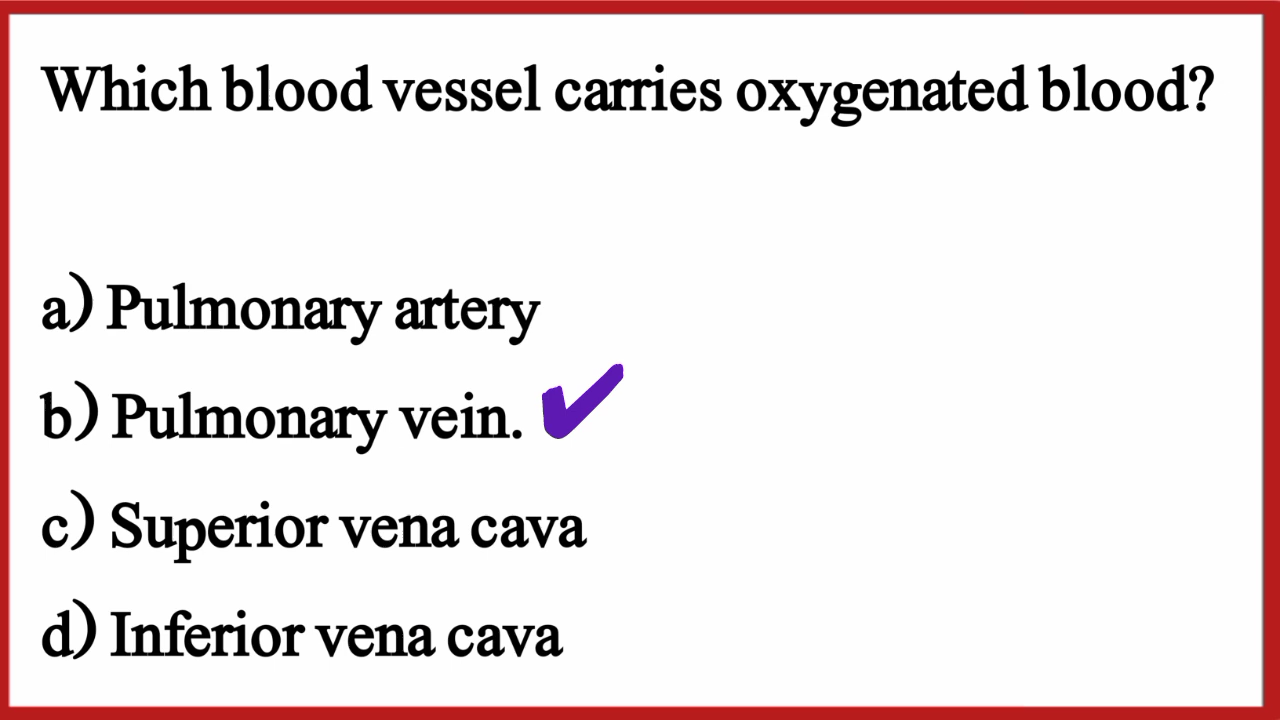 Which blood vessel carries oxygenated blood?
a) Pulmonary artery
b) Pulmonary vein.
c) Superior vena cava
d) Inferior vena cava